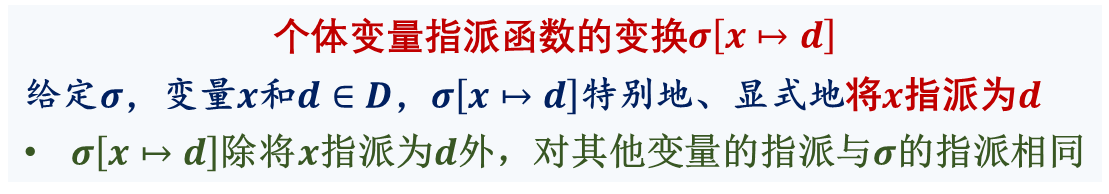 个体变量指派函数的变换σ[x ↦ d]
给定σ，变量x和d ∈ D，σ[x ↦ d]特别地、显式地将x指派为d
• σ[x ↦ d]除将x指派为d外，对其他变量的指派与σ的指派相同